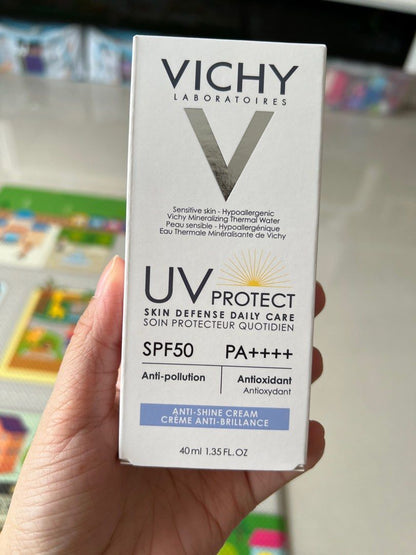 VICHY
LABORATOIRES
V
Sensitive skin - Hypoallergenic
Vichy Mineralizing Thermal Water
Peau sensible - Hypoallergénique
Eau Thermale Minéralisante de Vichy
UV PROTECT
SKIN DEFENSE DAILY CARE
SOIN PROTECTEUR QUOTIDIEN
SPF50 PA++++
Anti-pollution Antioxidant
Antioxydant
ANTI-SHINE CREAM
CRÈME ANTI-BRILLANCE
40 ml 1.35 FL. OZ